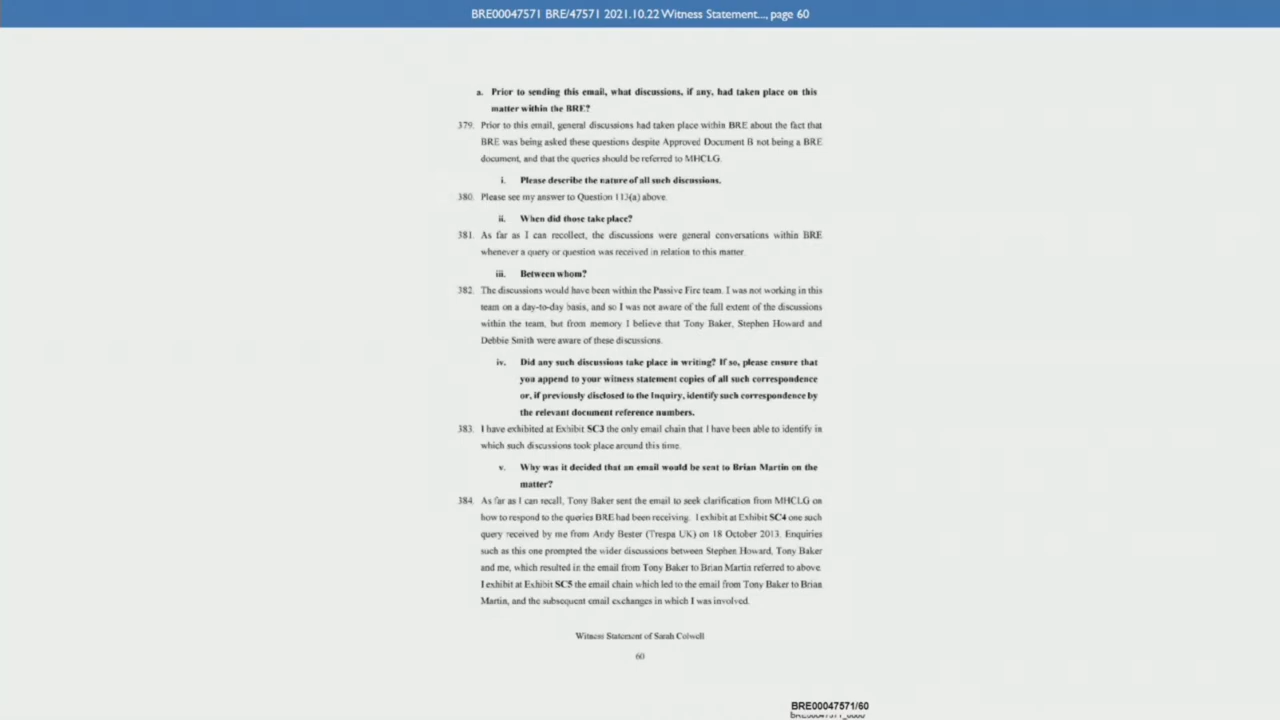 BRE00047571 BRE/47571 2021.10.22 Witness Statement..., page 60
a. Prior to sending this email, what discussions, if any, had taken place on this
matter within the BRE?
379. Prior to this email, general discussions had taken place within BRE about the fact that
BRE was being asked these questions despite Approved Document B not being a BRE
document, and that the queries should be referred to MHCLG.
i. Please describe the nature of all such discussions.
380. Please see my answer to Question 113(a) above.
ii. When did those take place?
381. As far as I can recollect, the discussions were general conversations within BRE
whenever a query or question was received in relation to this matter.
iii. Between whom?
382. The discussions would have been within the Passive Fire team. I was not working in this
team on a day-to-day basis, and so I was not aware of the full extent of the discussions
within the team, but from memory I believe that Tony Baker, Stephen Howard and
Debbie Smith were aware of these discussions.
iv. Did any such discussions take place in writing? If so, please ensure that
you append to your witness statement copies of all such correspondence
or, if previously disclosed to the Inquiry, identify such correspondence by
the relevant document reference numbers.
383. I have exhibited at Exhibit SC3 the only email chain that I have been able to identify in
which such discussions took place around this time.
v. Why was it decided that an email would be sent to Brian Martin on the
matter?
384. As far as I can recall, Tony Baker sent the email to seek clarification from MHCLG on
how to respond to the queries BRE had been receiving. I exhibit at Exhibit SC4 one such
query received by me from Andy Bester (Trespa UK) on 18 October 2013. Enquiries
such as this one prompted the wider discussions between Stephen Howard, Tony Baker
and me, which resulted in the email from Tony Baker to Brian Martin referred to above.
I exhibit at Exhibit SC5 the email chain which led to the email from Tony Baker to Brian
Martin, and the subsequent email exchanges in which I was involved.
Witness Statement of Sarah Colwell
60
BRE00047571/60